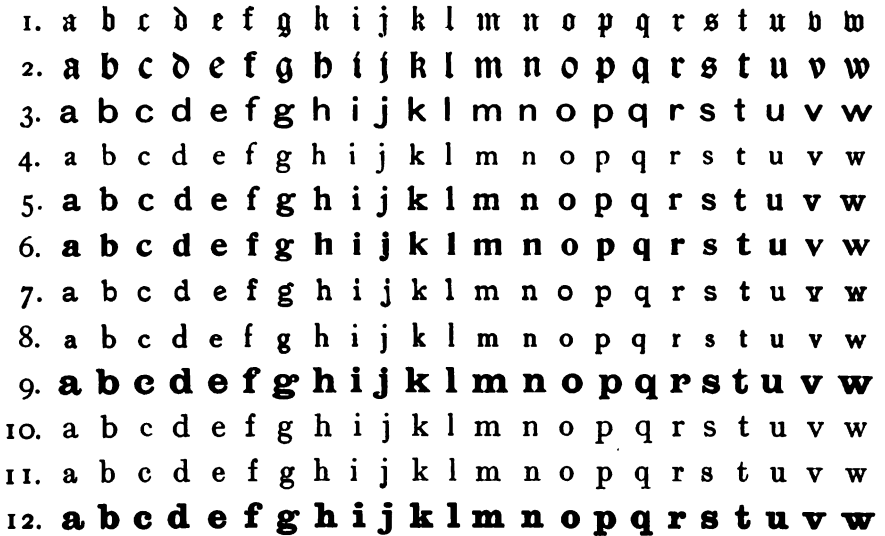 1. a b c d e f g h i j k l m n o p q r s t u v w
2. a b c d e f g h i j k l m n o p q r s t u v w
3. a b c d e f g h i j k l m n o p q r s t u v w
4. a b c d e f g h i j k l m n o p q r s t u v w
5. a b c d e f g h i j k l m n o p q r s t u v w
6. a b c d e f g h i j k l m n o p q r s t u v w
7. a b c d e f g h i j k l m n o p q r s t u v w
8. a b c d e f g h i j k l m n o p q r s t u v w
9. a b c d e f g h i j k l m n o p q r s t u v w
10. a b c d e f g h i j k l m n o p q r s t u v w
11. a b c d e f g h i j k l m n o p q r s t u v w
12. a b c d e f g h i j k l m n o p q r s t u v w